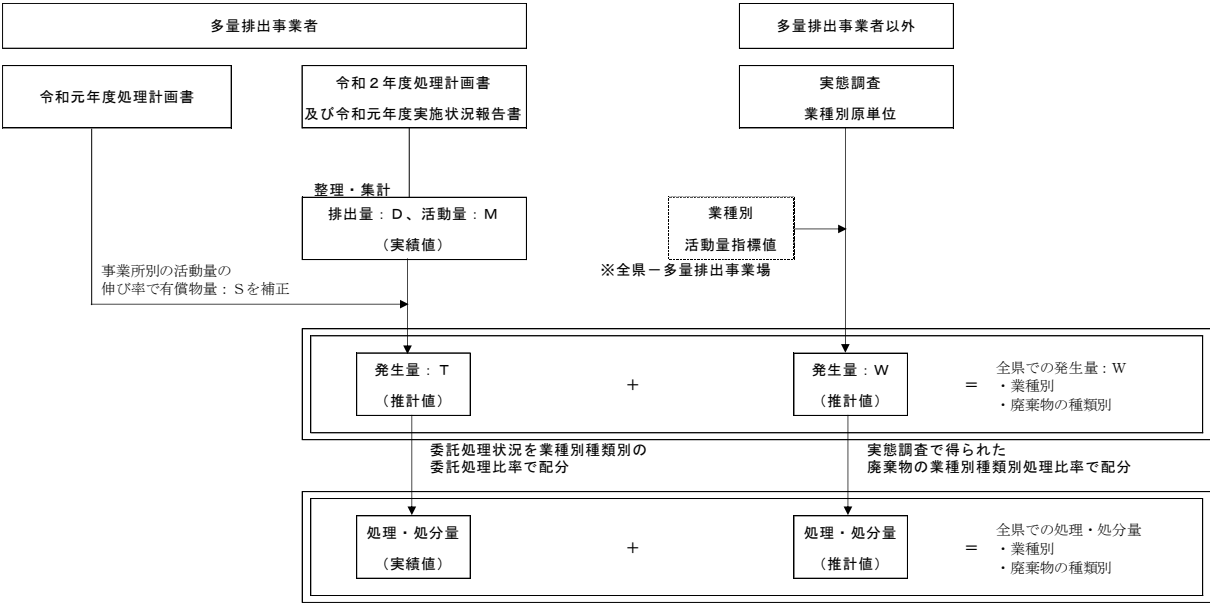 多量排出事業者
多量排出事業者以外
令和元年度処理計画書
令和２年度処理計画書
及び令和元年度実施状況報告書
実態調査
業種別原単位
整理・集計
排出量：Ｄ、活動量：Ｍ
（実績値）
業種別
活動量指標値
※全県－多量排出事業場
事業所別の活動量の
伸び率で有償物量：Ｓを補正
発生量：Ｔ
（推計値）
＋
発生量：Ｗ
（推計値）
＝
全県での発生量：Ｗ
・業種別
・廃棄物の種類別
委託処理状況を業種別種類別の
委託処理比率で配分
実態調査で得られた
廃棄物の業種別種類別処理比率で配分
処理・処分量
（実績値）
＋
処理・処分量
（推計値）
＝
全県での処理・処分量
・業種別
・廃棄物の種類別